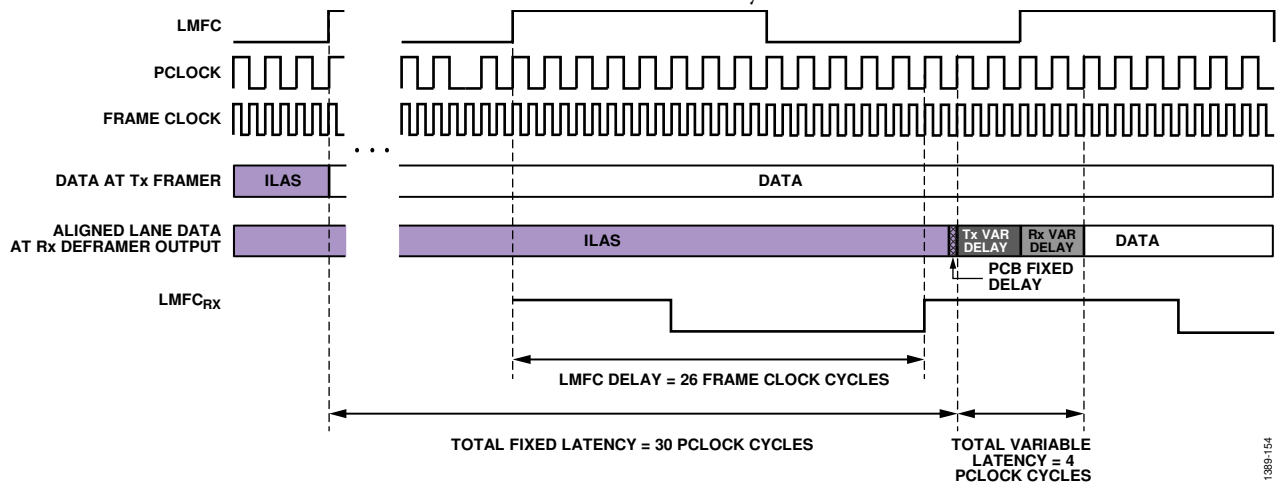 LMFC
PCLOCK
FRAME CLOCK
. . .
DATA AT Tx FRAMER
ILAS
DATA
ALIGNED LANE DATA
AT Rx DEFRAMER OUTPUT
ILAS
Tx VAR
DELAY
Rx VAR
DELAY
DATA
PCB FIXED
DELAY
LMFCRX
LMFC DELAY = 26 FRAME CLOCK CYCLES
TOTAL FIXED LATENCY = 30 PCLOCK CYCLES
TOTAL VARIABLE
LATENCY = 4
PCLOCK CYCLES
1389-154